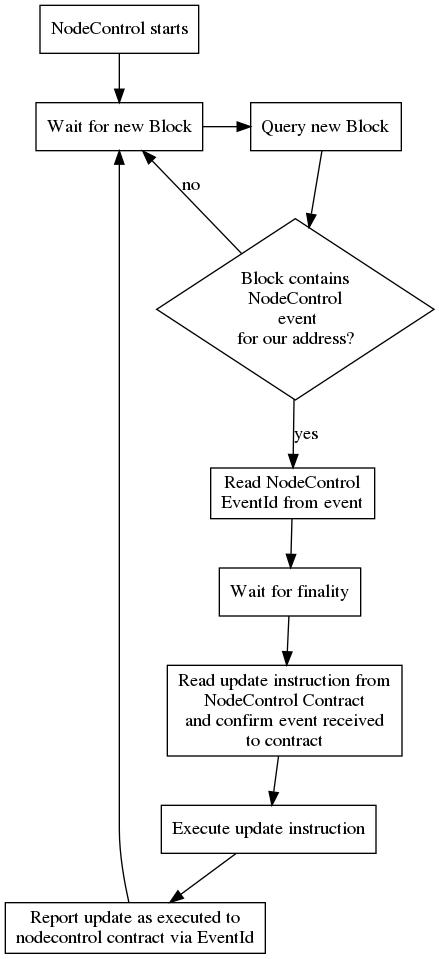 NodeControl starts
Wait for new Block
Query new Block
no
Block contains
NodeControl
event
for our address?
yes
Read NodeControl
EventId from event
Wait for finality
Read update instruction from
NodeControl Contract
and confirm event received
to contract
Execute update instruction
Report update as executed to
nodecontrol contract via EventId